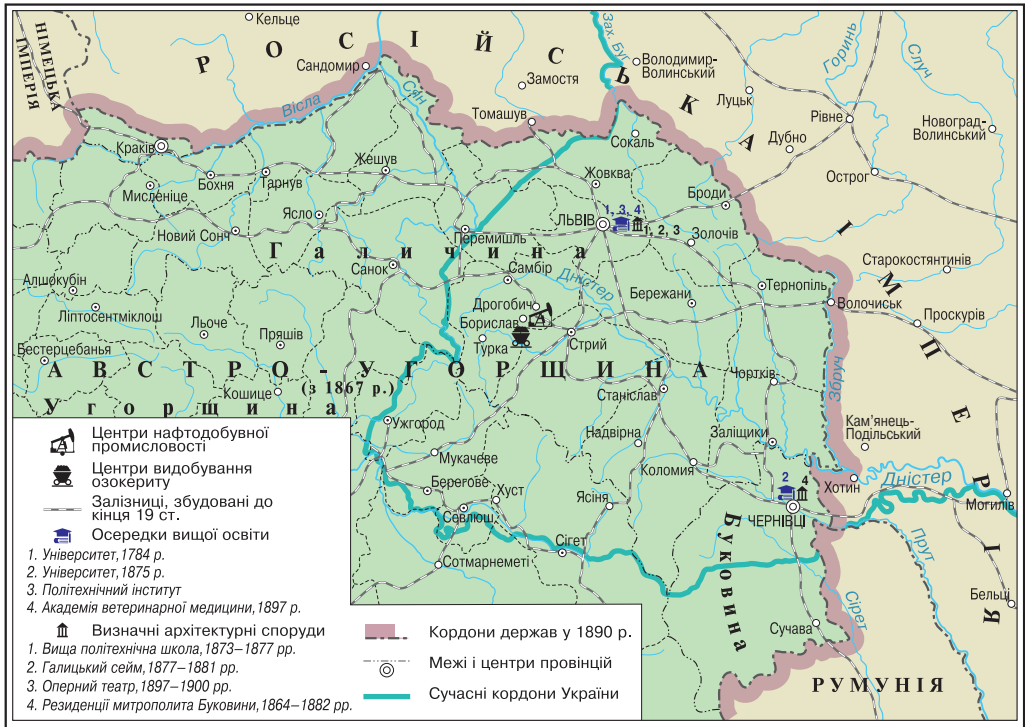 Кельце
НІМЕЦЬКА
ІМПЕРІЯ
РОСІЙСЬКА ІМПЕРІЯ
Зах. Буг
Володимир-
Волинський
Горинь
Случ
Сандомир
Замостя
Луцьк
Вісла
Сян
Томашув
Рівне
Новоград-
Волинський
Сокаль
Дубно
Краків
Жешув
Жовква
Острог
Бохня
Тарнув
Мисленіце
Броди
1, 3, 4
ЛЬВІВ
1, 2, 3
Ясло
Новий Сонч
Перемишль
Золочів
Галичина
Санок
Самбір
Дністер
Старокостянтинів
Алшокубін
Тернопіль
Ліптосентміклош
Дрогобич
Бережани
Волочиськ
Льоче
Пряшів
Борислав
Проскурів
Бестерцебанья
Турка
Стрий
АВСТРО-УГОРЩИНА
(з 1867 р.)
Збруч
Чортків
Кошице
Станіслав
Угорщина
Ужгород
Надвірна
Заліщики
Кам’янець-
Подільський
Мукачеве
Коломия
Хотин
Берегове
Хуст
Ясіня
2
4
Дністер
Севлюш
ЧЕРНІВЦІ
Могилів
Сігет
Буковина
Прут
Сотмарнеметі
Бельці
Сірет
Сучава
РУМУНІЯ
Центри нафтодобувної
промисловості
Центри видобування
озокериту
Залізниці, збудовані до
кінця 19 ст.
Осередки вищої освіти
1. Університет,1784 р.
2. Університет,1875 р.
3. Політехнічний інститут
4. Академія ветеринарної медицини,1897 р.
Визначні архітектурні споруди
1. Вища політехнічна школа,1873–1877 рр.
2. Галицький сейм,1877–1881 рр.
3. Оперний театр,1897–1900 рр.
4. Резиденції митрополита Буковини,1864–1882 рр.
Кордони держав у 1890 р.
Межі і центри провінцій
Сучасні кордони України